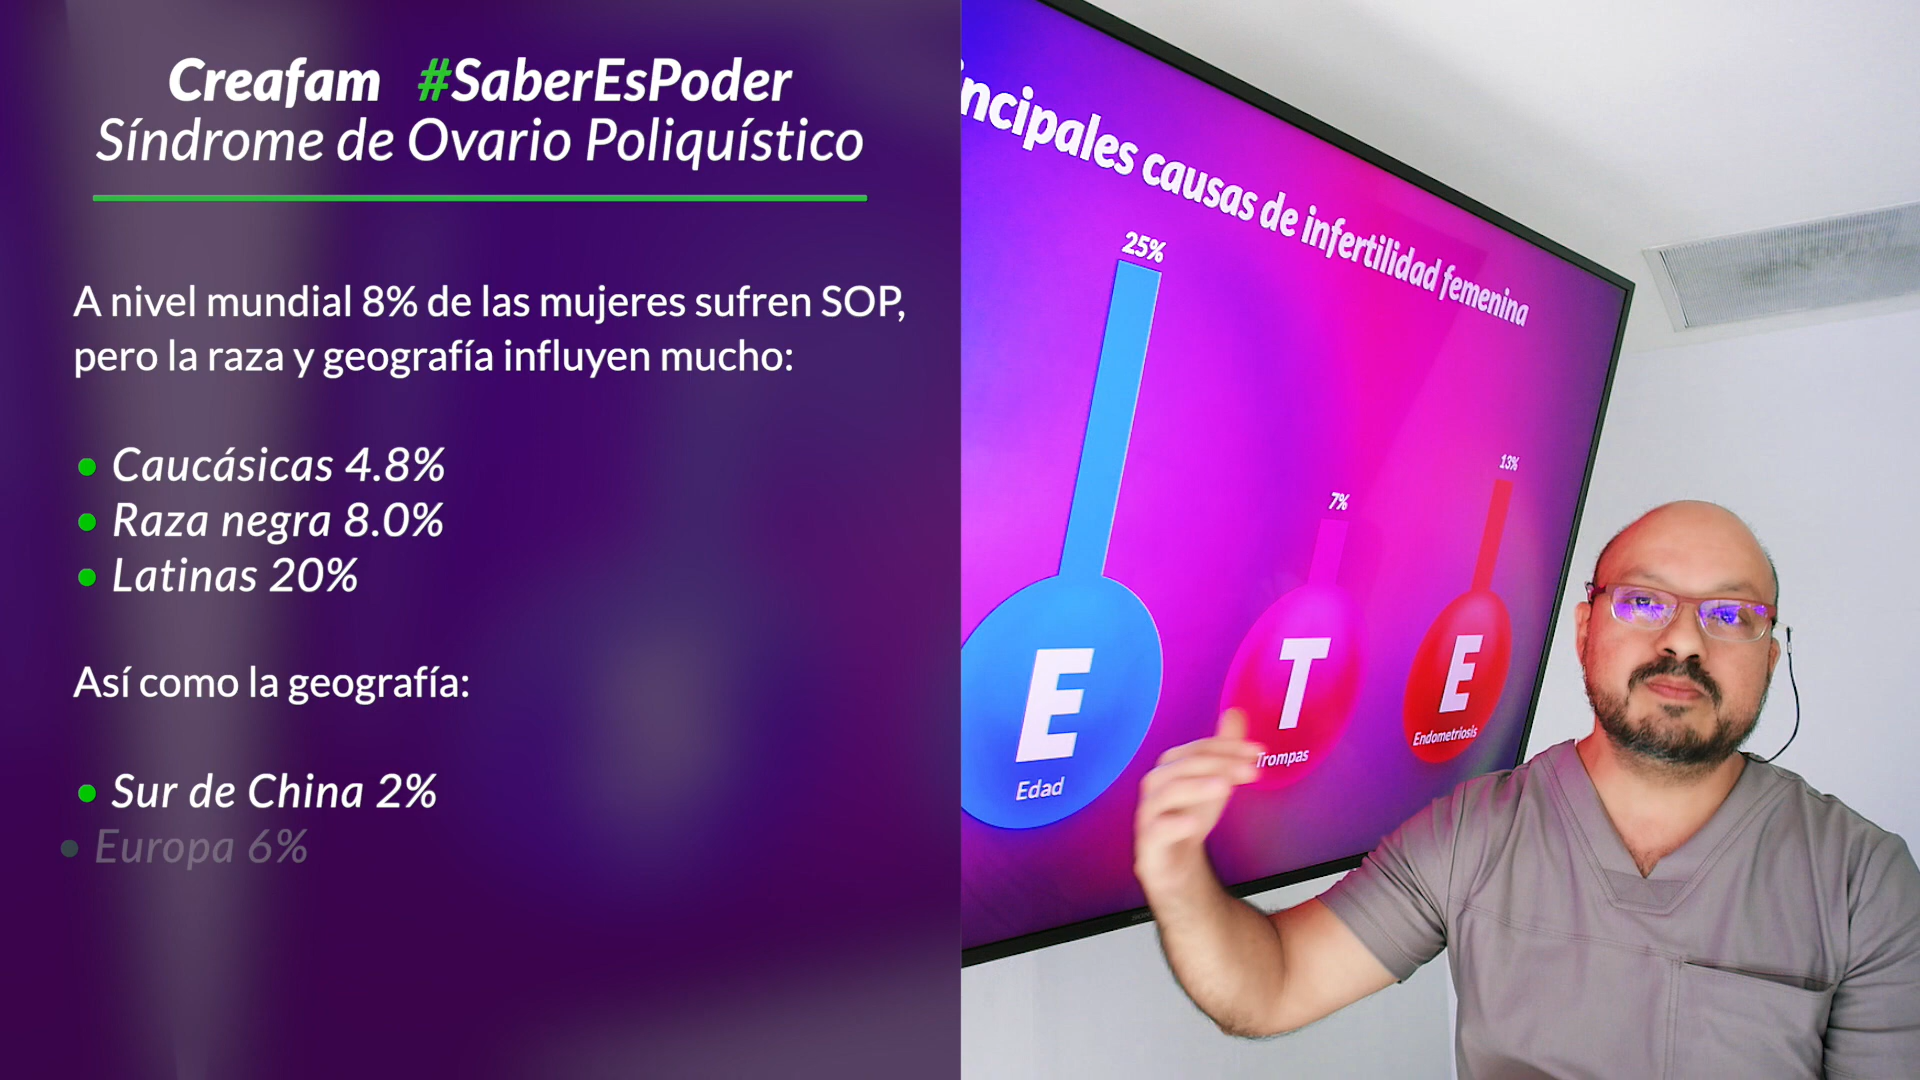 Creafam #SaberEsPoder
Síndrome de Ovario Poliquístico
A nivel mundial 8% de las mujeres sufren SOP,
pero la raza y geografía influyen mucho:
Caucásicas 4.8%
Raza negra 8.0%
Latinas 20%
Así como la geografía:
Sur de China 2%
Europa 6%
ncipales causas de infertilidad femenina
25%
7%
13%
E
T
E
Edad
Trompas
Endometriosis